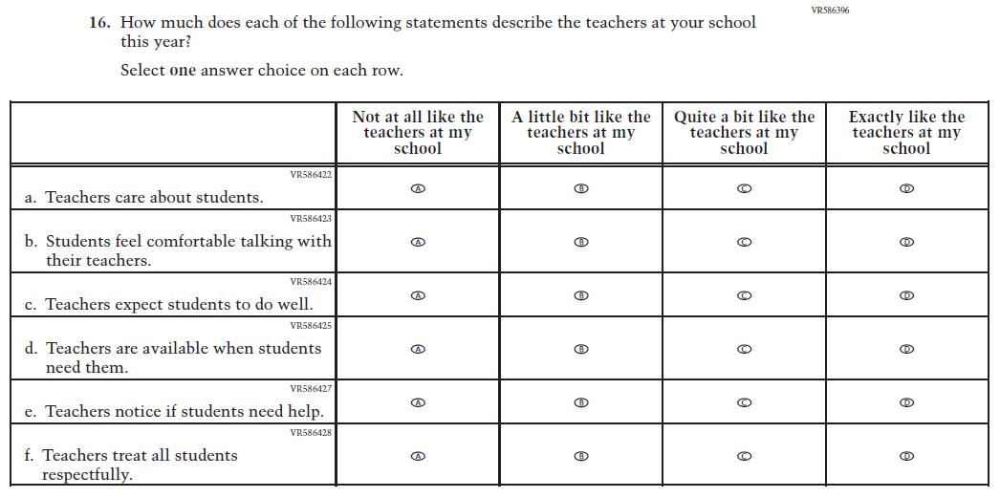 VR586396
16. How much does each of the following statements describe the teachers at your school
this year?
Select one answer choice on each row.
Not at all like the
teachers at my
school
A little bit like the
teachers at my
school
Quite a bit like the
teachers at my
school
Exactly like the
teachers at my
school
VR586422
a. Teachers care about students.
A B C D
VR586423
b. Students feel comfortable talking with
their teachers.
A B C D
VR586424
c. Teachers expect students to do well.
A B C D
VR586425
d. Teachers are available when students
need them.
A B C D
VR586427
e. Teachers notice if students need help.
A B C D
VR586428
f. Teachers treat all students
respectfully.
A B C D